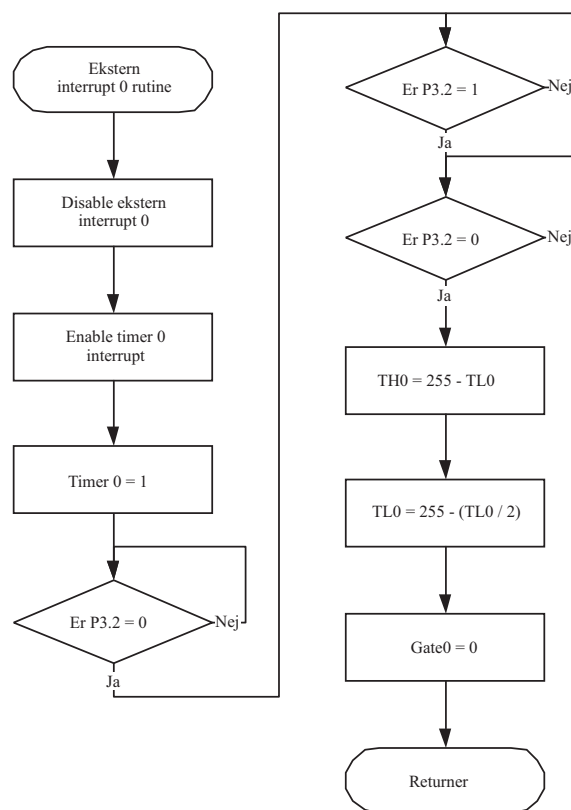 Ekstern
interrupt 0 rutine
Disable ekstern
interrupt 0
Enable timer 0
interrupt
Timer 0 = 1
Er P3.2 = 0
Nej
Ja
Er P3.2 = 1
Nej
Ja
Er P3.2 = 0
Nej
Ja
TH0 = 255 - TL0
TL0 = 255 - (TL0 / 2)
Gate0 = 0
Returner